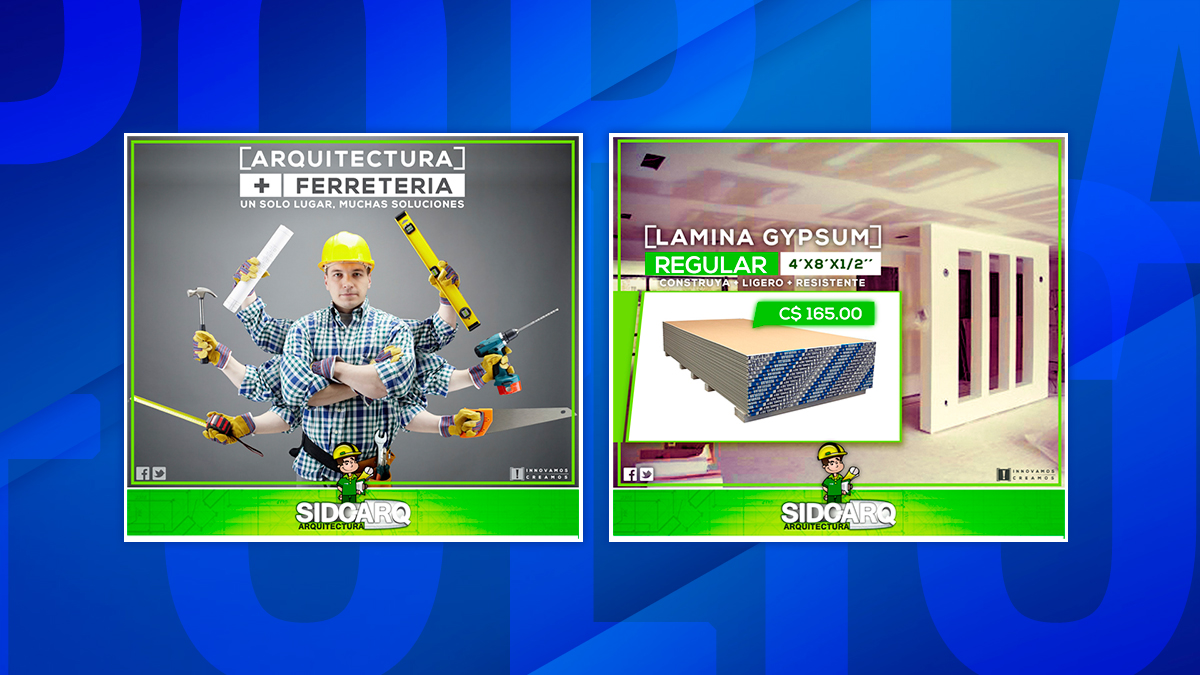 [ARQUITECTURA]
+ FERRETERIA
UN SOLO LUGAR, MUCHAS SOLUCIONES
INNOVAMOS
CREAMOS
SIDCARQ
ARQUITECTURA
[LAMINA GYPSUM]
REGULAR 4´X8´X1/2´´
CONSTRUYA + LIGERO + RESISTENTE
C$ 165.00
INNOVAMOS
CREAMOS
SIDCARQ
ARQUITECTURA